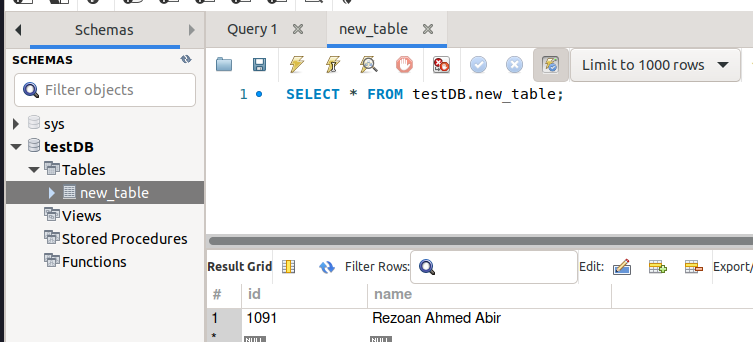 Schemas
Query 1
new_table
SCHEMAS
Filter objects
Limit to 1000 rows
1 SELECT * FROM testDB.new_table;
sys
testDB
Tables
new_table
Views
Stored Procedures
Functions
Result Grid
Filter Rows:
Edit:
Export/
# id name
1 1091 Rezoan Ahmed Abir
* NULL NULL